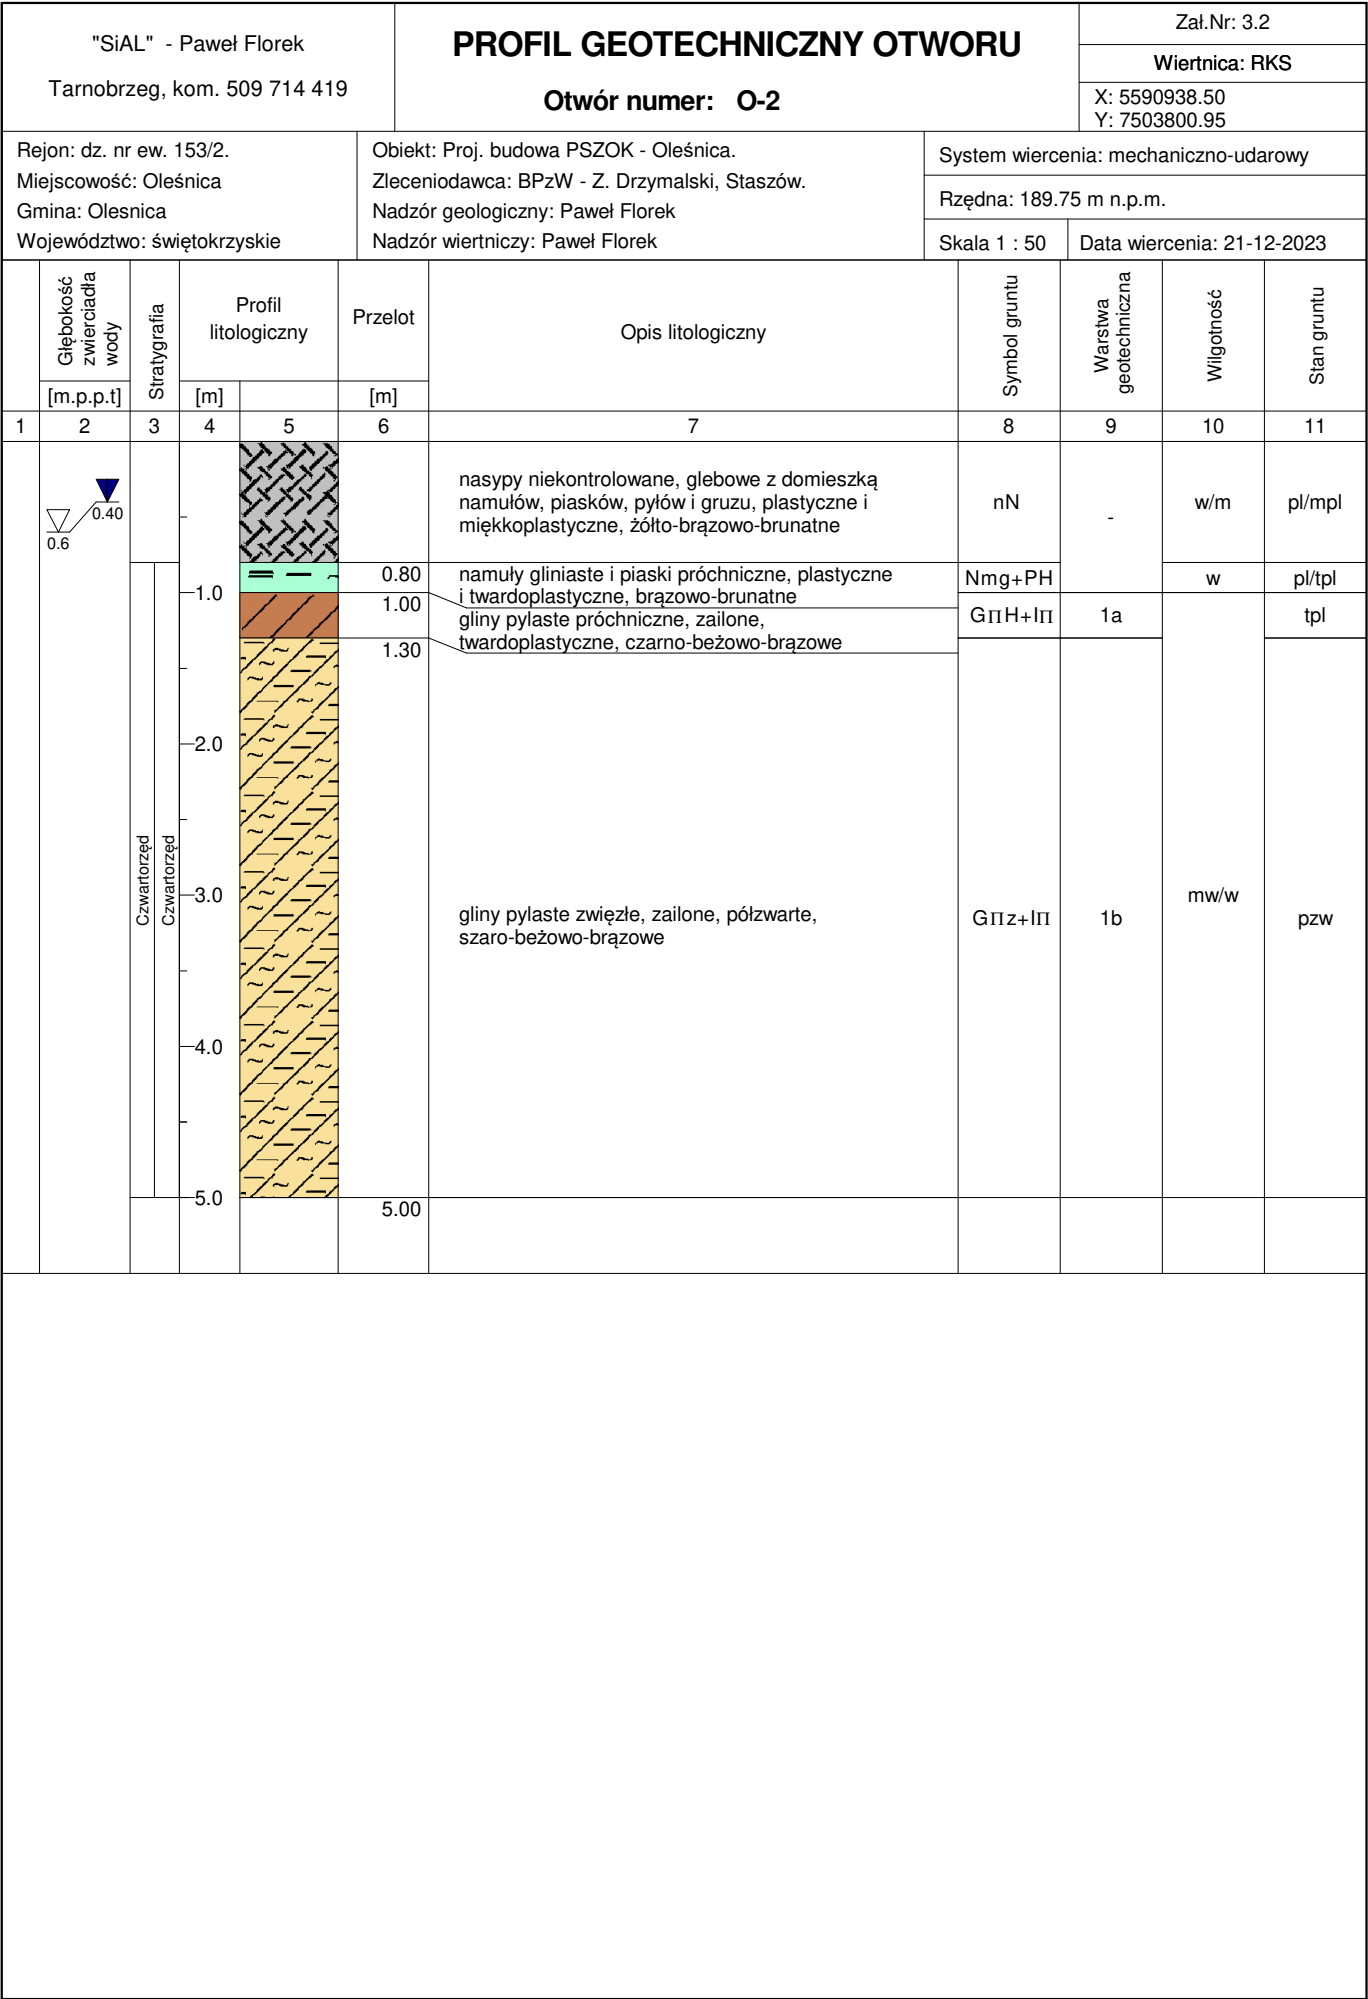 "SiAL" - Paweł Florek
Tarnobrzeg, kom. 509 714 419
PROFIL GEOTECHNICZNY OTWORU
Otwór numer: O-2
Zał.Nr: 3.2
Wiertnica: RKS
X: 5590938.50
Y: 7503800.95
Rejon: dz. nr ew. 153/2.
Miejscowość: Oleśnica
Gmina: Olesnica
Województwo: świętokrzyskie
Obiekt: Proj. budowa PSZOK - Oleśnica.
Zleceniodawca: BPzW - Z. Drzymalski, Staszów.
Nadzór geologiczny: Paweł Florek
Nadzór wiertniczy: Paweł Florek
System wiercenia: mechaniczno-udarowy
Rzędna: 189.75 m n.p.m.
Skala 1 : 50
Data wiercenia: 21-12-2023
Głębokość
zwierciadła
wody
[m.p.p.t]
Stratygrafia
Profil
litologiczny
[m]
Przelot
[m]
Opis litologiczny
Symbol gruntu
Warstwa
geotechniczna
Wilgotność
Stan gruntu
1 2 3 4 5 6 7 8 9 10 11
0.40
0.6
nasypy niekontrolowane, glebowe z domieszką
namułów, piasków, pyłów i gruzu, plastyczne i
miękkoplastyczne, żółto-brązowo-brunatne
nN
-
w/m
pl/mpl
0.80
namuły gliniaste i piaski próchniczne, plastyczne
i twardoplastyczne, brązowo-brunatne
Nmg+PH
w
pl/tpl
1.0
1.00
gliny pylaste próchniczne, zailone,
twardoplastyczne, czarno-beżowo-brązowe
GΠH+IΠ
1a
tpl
1.30
2.0
Czwartorzęd
Czwartorzęd
3.0
gliny pylaste zwięzłe, zailone, półzwarte,
szaro-beżowo-brązowe
GΠz+IΠ
1b
mw/w
pzw
4.0
5.0
5.00